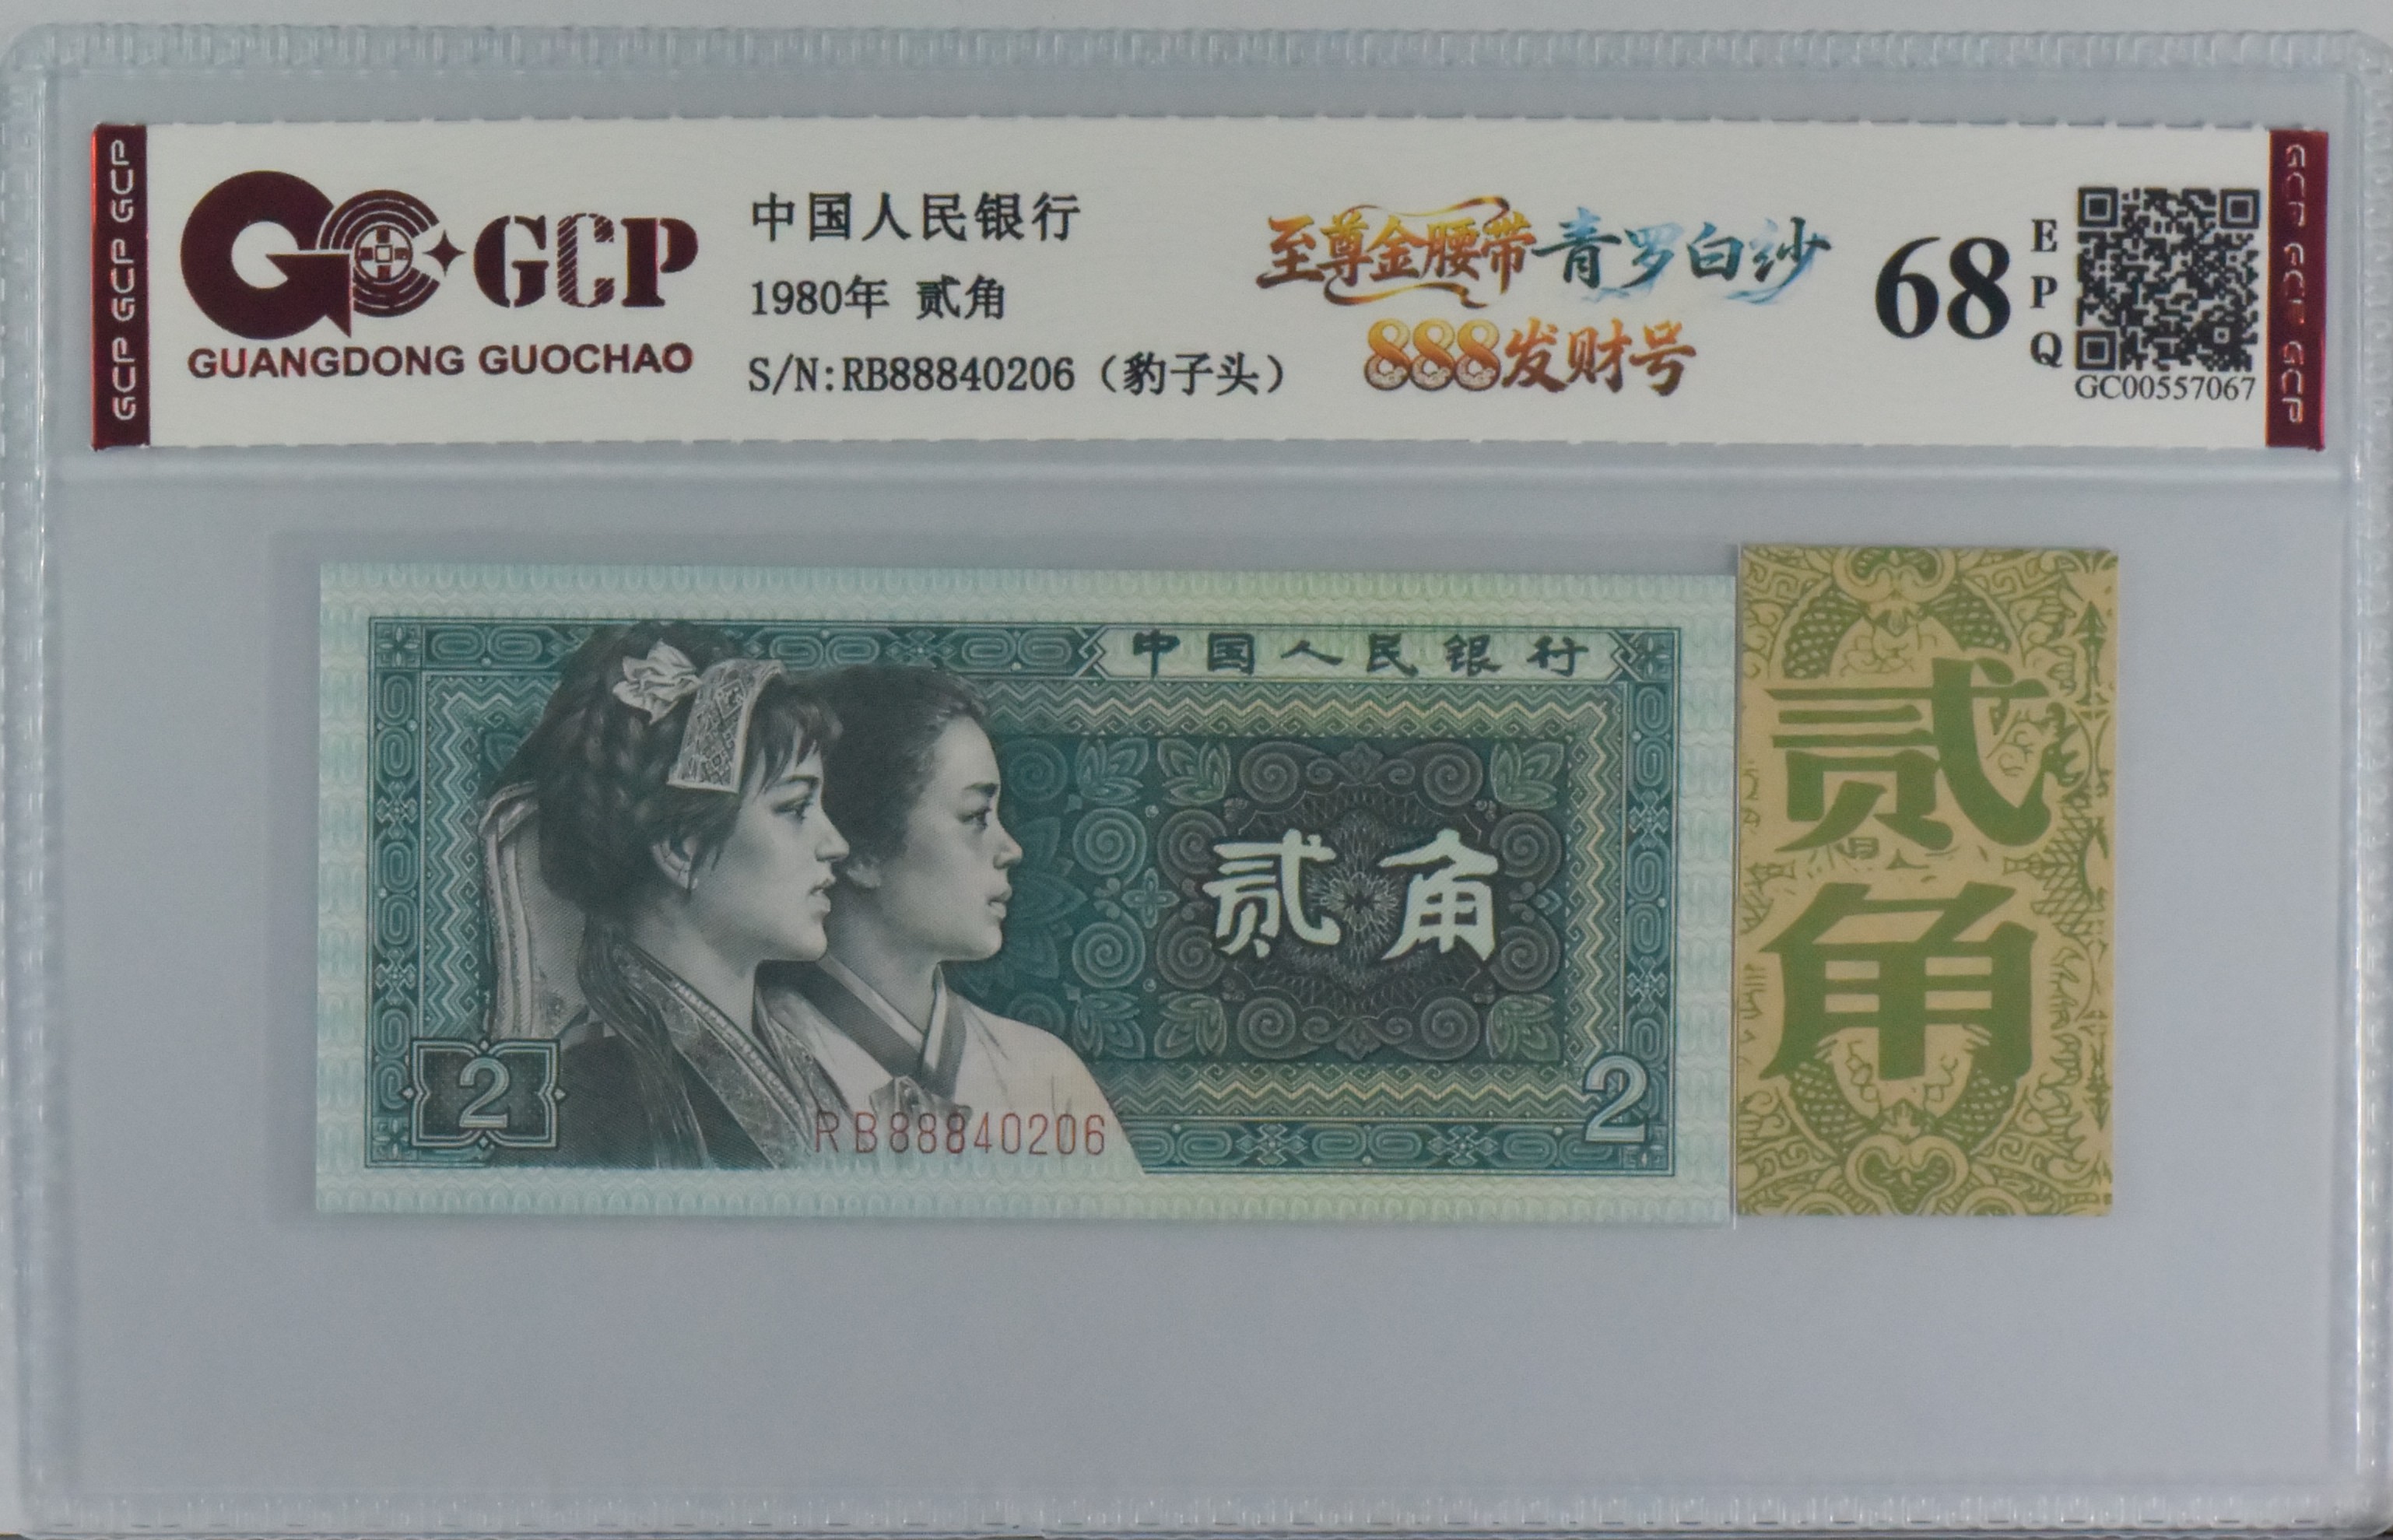 GCP GCP GCP
GCP
GUANGDONG GUOCHAO
中国人民银行
1980年 贰角
S/N:RB88840206（豹子头）
至尊金腰带青罗白纱
888发财号
68
E
P
Q
GC00557067
GCP GCP GCP
中国人民银行
贰角
2
RB88840206
2
贰
角